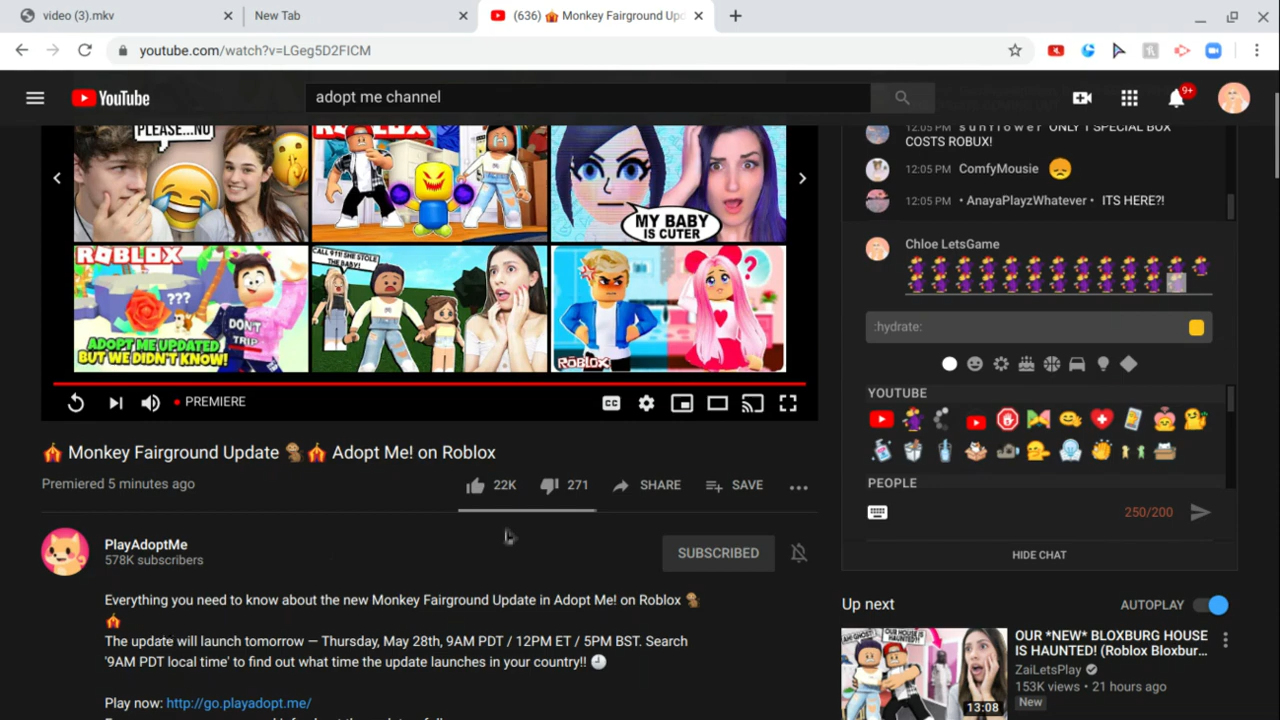 video (3).mkv
New Tab
(636) 🎪 Monkey Fairground Upd
youtube.com/watch?v=LGeg5D2FICM
YouTube
adopt me channel
9+
PLEASE...NO
ROBLOX
MY BABY
IS CUTER
ROBLOX
???
DON'T
TRIP
ADOPT ME UPDATED
BUT WE DIDN'T KNOW!
CALL 911! SHE STOLE
THE BABY!
ROBLOX
PREMIERE
CC
🎪 Monkey Fairground Update 🐒🎪 Adopt Me! on Roblox
Premiered 5 minutes ago
22K
271
SHARE
SAVE
PlayAdoptMe
578K subscribers
SUBSCRIBED
Everything you need to know about the new Monkey Fairground Update in Adopt Me! on Roblox 🐒
🎪
The update will launch tomorrow — Thursday, May 28th, 9AM PDT / 12PM ET / 5PM BST. Search
'9AM PDT local time' to find out what time the update launches in your country!! 🕘
Play now: http://go.playadopt.me/
12:05 PM s u n f l o w e r ONLY 1 SPECIAL BOX
COSTS ROBUX!
12:05 PM ComfyMousie 😞
12:05 PM • AnayaPlayzWhatever • ITS HERE?!
Chloe LetsGame
:hydrate:
YOUTUBE
PEOPLE
250/200
HIDE CHAT
Up next
AUTOPLAY
OUR HOUSE
IS HAUNTED!
13:08
OUR *NEW* BLOXBURG HOUSE
IS HAUNTED! (Roblox Bloxbur...
ZaiLetsPlay
153K views • 21 hours ago
New